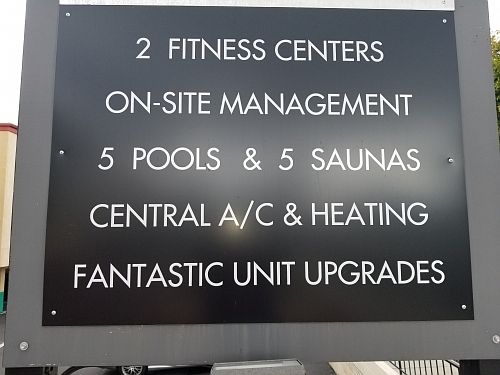 2 FITNESS CENTERS
ON-SITE MANAGEMENT
5 POOLS & 5 SAUNAS
CENTRAL A/C & HEATING
FANTASTIC UNIT UPGRADES